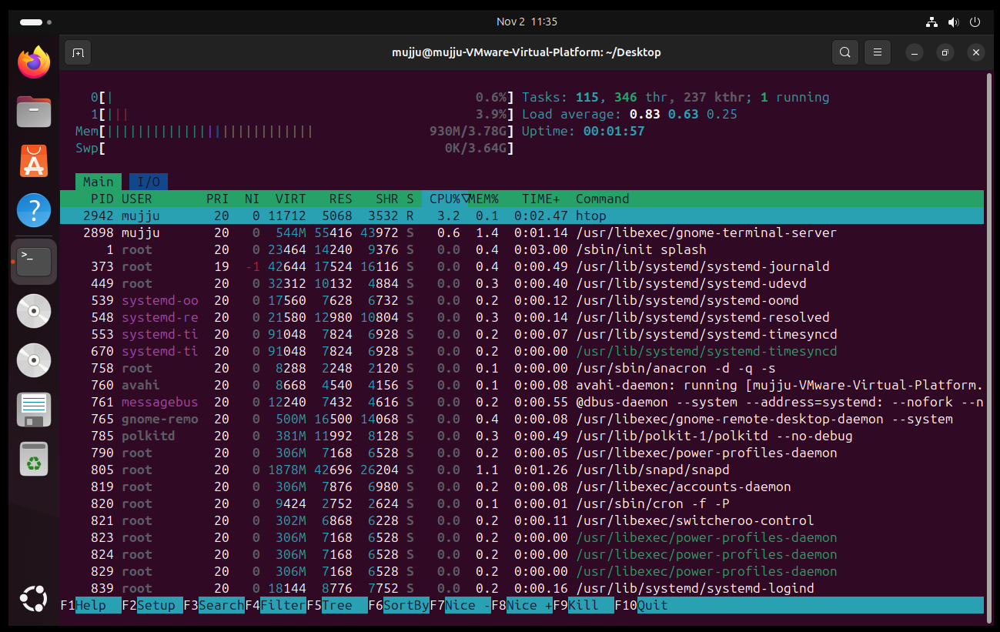 Nov 2 11:35
mujju@mujju-VMware-Virtual-Platform: ~/Desktop
0[| 0.6%] Tasks: 115, 346 thr, 237 kthr; 1 running
1[||| 3.9%] Load average: 0.83 0.63 0.25
Mem[||||||||||||||||||||||||||| 930M/3.78G] Uptime: 00:01:57
Swp[ 0K/3.64G]
Main I/O
PID USER PRI NI VIRT RES SHR S CPU%▽MEM% TIME+ Command
2942 mujju 20 0 11712 5068 3532 R 3.2 0.1 0:02.47 htop
2898 mujju 20 0 544M 55416 43972 S 0.6 1.4 0:01.14 /usr/libexec/gnome-terminal-server
1 root 20 0 23464 14240 9376 S 0.0 0.4 0:03.00 /sbin/init splash
373 root 19 -1 42644 17524 16116 S 0.0 0.4 0:00.49 /usr/lib/systemd/systemd-journald
449 root 20 0 32312 10132 4884 S 0.0 0.3 0:00.40 /usr/lib/systemd/systemd-udevd
539 systemd-oo 20 0 17560 7628 6732 S 0.0 0.2 0:00.12 /usr/lib/systemd/systemd-oomd
548 systemd-re 20 0 21580 12980 10804 S 0.0 0.3 0:00.14 /usr/lib/systemd/systemd-resolved
553 systemd-ti 20 0 91048 7824 6928 S 0.0 0.2 0:00.07 /usr/lib/systemd/systemd-timesyncd
670 systemd-ti 20 0 91048 7824 6928 S 0.0 0.2 0:00.00 /usr/lib/systemd/systemd-timesyncd
758 root 20 0 8288 2248 2120 S 0.0 0.1 0:00.00 /usr/sbin/anacron -d -q -s
760 avahi 20 0 8668 4540 4156 S 0.0 0.1 0:00.08 avahi-daemon: running [mujju-VMware-Virtual-Platform.
761 messagebus 20 0 12240 7432 4616 S 0.0 0.2 0:00.55 @dbus-daemon --system --address=systemd: --nofork --n
765 gnome-remo 20 0 500M 16500 14068 S 0.0 0.4 0:00.08 /usr/libexec/gnome-remote-desktop-daemon --system
785 polkitd 20 0 381M 11992 8128 S 0.0 0.3 0:00.49 /usr/lib/polkit-1/polkitd --no-debug
790 root 20 0 306M 7168 6528 S 0.0 0.2 0:00.05 /usr/libexec/power-profiles-daemon
805 root 20 0 1878M 42696 26204 S 0.0 1.1 0:01.26 /usr/lib/snapd/snapd
819 root 20 0 306M 7876 6980 S 0.0 0.2 0:00.08 /usr/libexec/accounts-daemon
820 root 20 0 9424 2752 2624 S 0.0 0.1 0:00.01 /usr/sbin/cron -f -P
821 root 20 0 302M 6868 6228 S 0.0 0.2 0:00.11 /usr/libexec/switcheroo-control
823 root 20 0 306M 7168 6528 S 0.0 0.2 0:00.00 /usr/libexec/power-profiles-daemon
824 root 20 0 306M 7168 6528 S 0.0 0.2 0:00.00 /usr/libexec/power-profiles-daemon
829 root 20 0 306M 7168 6528 S 0.0 0.2 0:00.00 /usr/libexec/power-profiles-daemon
839 root 20 0 18144 8776 7752 S 0.0 0.2 0:00.16 /usr/lib/systemd/systemd-logind
F1Help F2Setup F3SearchF4FilterF5Tree F6SortByF7Nice -F8Nice +F9Kill F10Quit